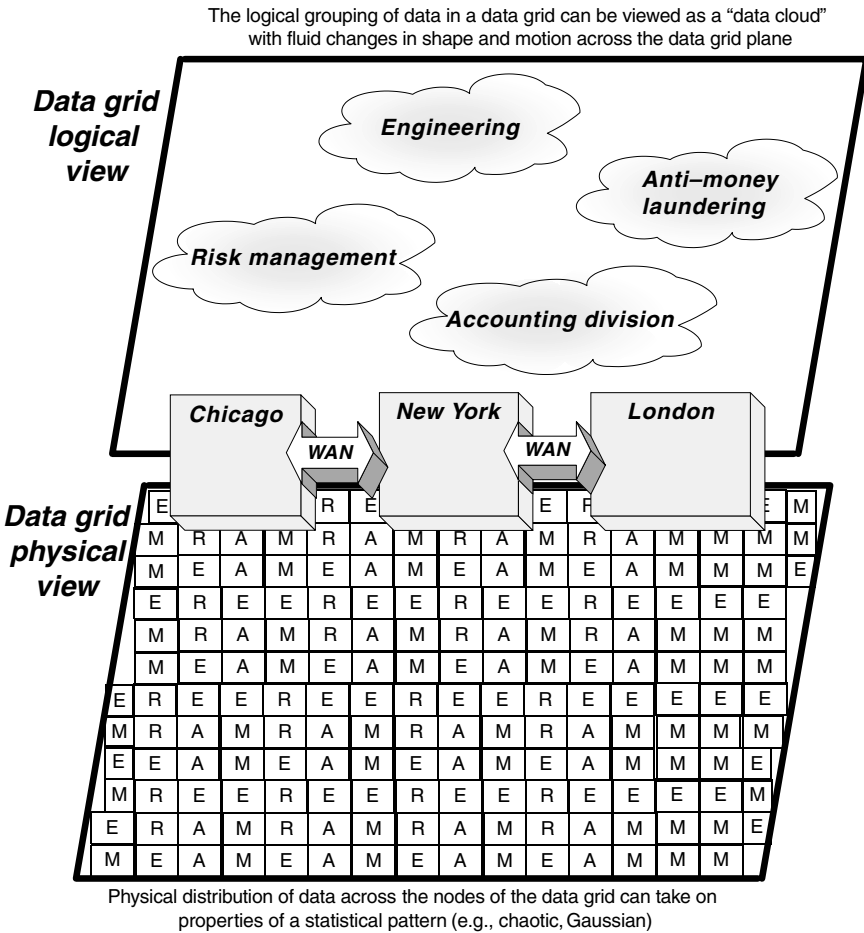 The logical grouping of data in a data grid can be viewed as a “data cloud”
with fluid changes in shape and motion across the data grid plane
Data grid
logical
view
Engineering
Anti–money
laundering
Risk management
Accounting division
Chicago
WAN
New York
WAN
London
Data grid
physical
view
E R E E E M
M R A M R A M R A M R A M M M M
M E A M E A M E A M E A M M M E
E R E E R E E R E E R E E E E
M R A M R A M R A M R A M M M
M E A M E A M E A M E A M M M
E R E E R E E R E E R E E E E E
M R A M R A M R A M R A M M M M
E E A M E A M E A M E A M M M E
M R E E R E E R E E R E E E E M
E R A M R A M R A M R A M M M E
M E A M E A M E A M E A M M M
Physical distribution of data across the nodes of the data grid can take on
properties of a statistical pattern (e.g., chaotic, Gaussian)